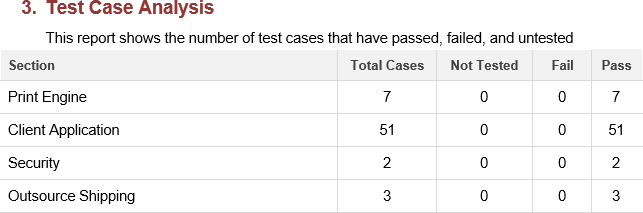 3. Test Case Analysis
This report shows the number of test cases that have passed, failed, and untested
Section Total Cases Not Tested Fail Pass
Print Engine 7 0 0 7
Client Application 51 0 0 51
Security 2 0 0 2
Outsource Shipping 3 0 0 3